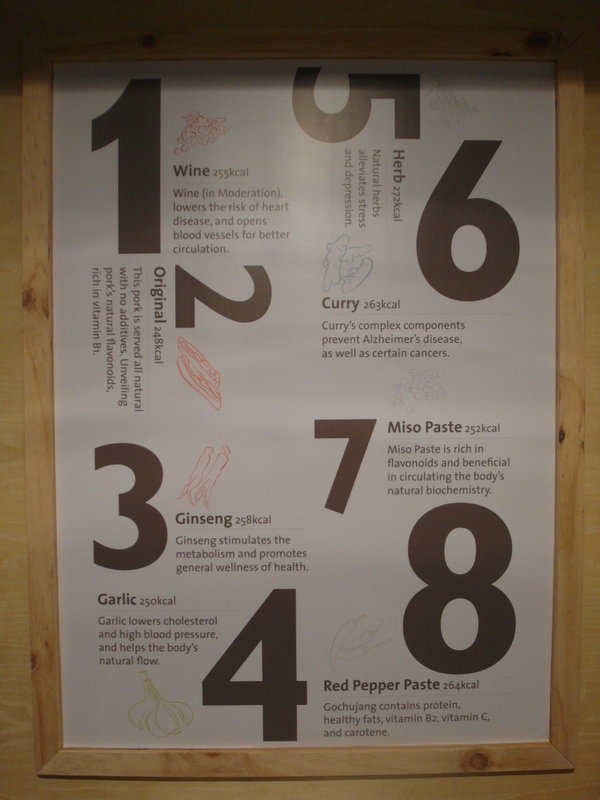 1
Wine 255kcal
Wine (in Moderation),
lowers the risk of heart
disease, and opens
blood vessels for better
circulation.
2
Original 248kcal
This pork is served all natural
with no additives. Unveiling
pork's natural flavonoids,
rich in vitamin B1.
3
Ginseng 258kcal
Ginseng stimulates the
metabolism and promotes
general wellness of health.
4
Garlic 250kcal
Garlic lowers cholesterol
and high blood pressure,
and helps the body's
natural flow.
5
Herb 272kcal
Natural herbs
alleviates stress
and depression.
6
Curry 263kcal
Curry's complex components
prevent Alzheimer's disease,
as well as certain cancers.
7
Miso Paste 252kcal
Miso Paste is rich in
flavonoids and beneficial
in circulating the body's
natural biochemistry.
8
Red Pepper Paste 264kcal
Gochujang contains protein,
healthy fats, vitamin B2, vitamin C,
and carotene.